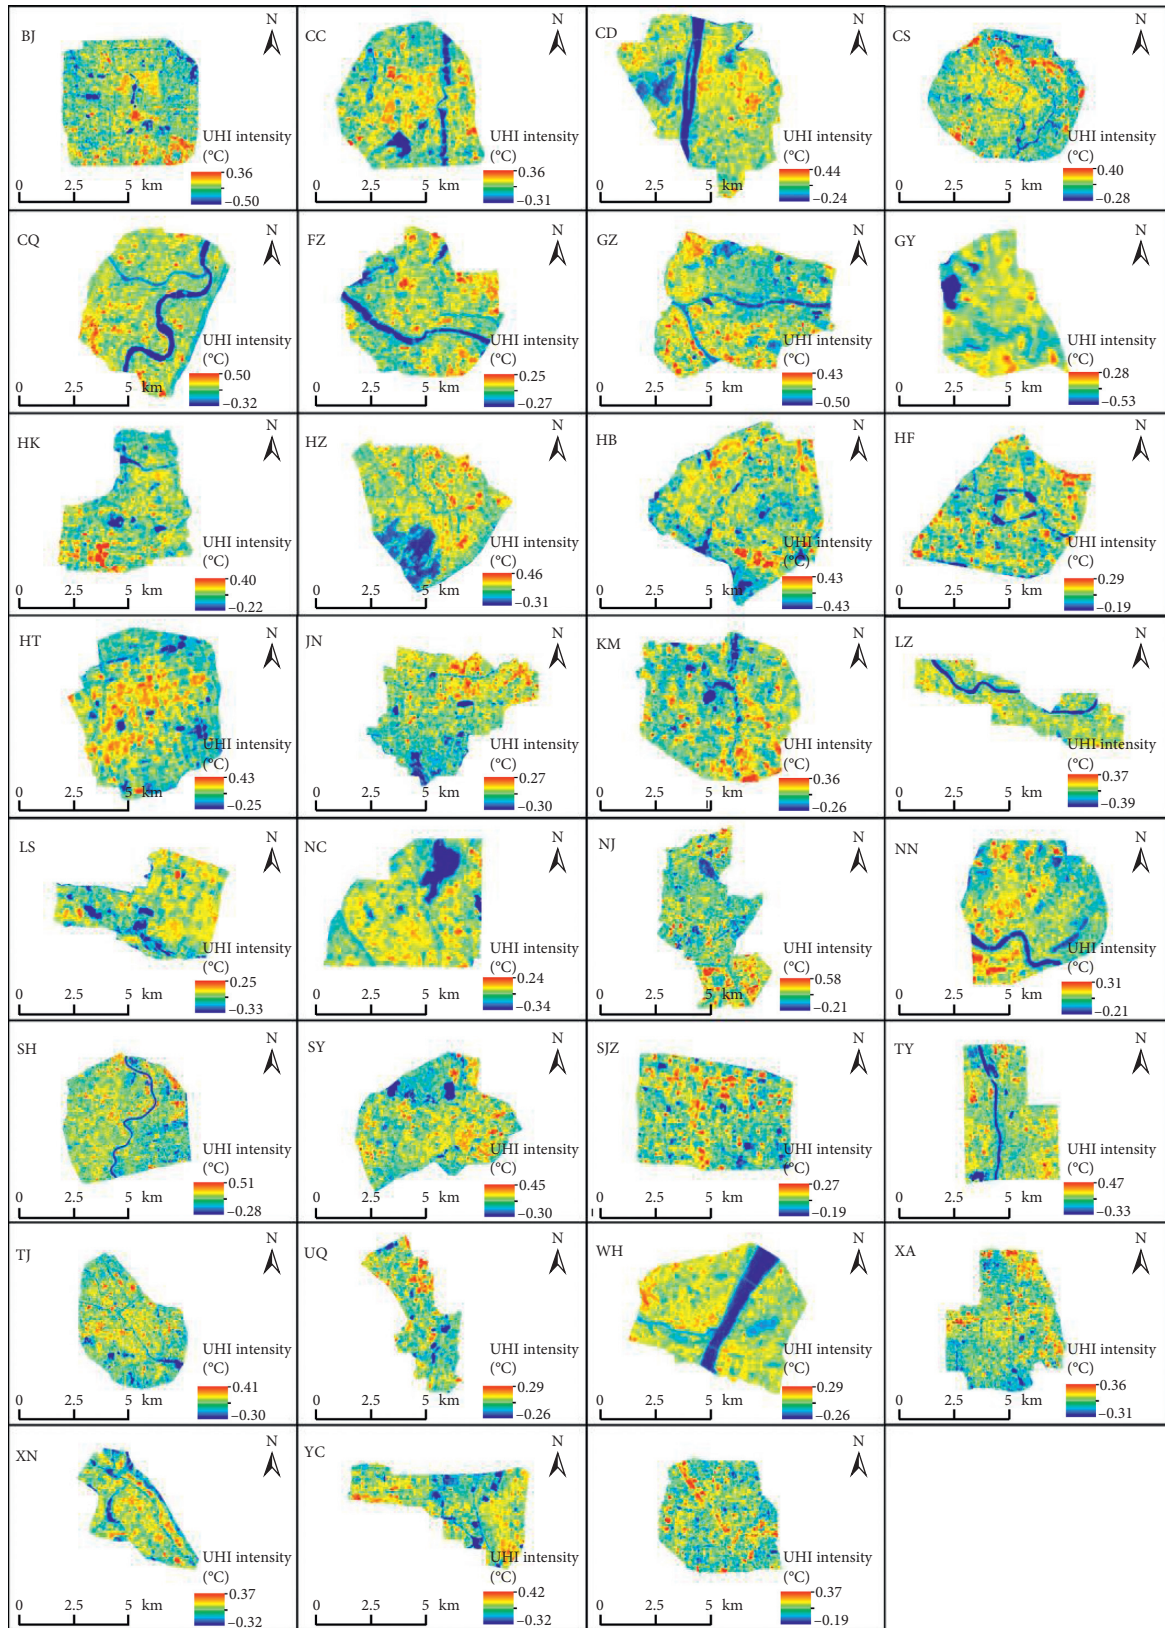 BJ
N
UHI intensity
(°C)
0.36
−0.50
0 2.5 5 km
CC
N
UHI intensity
(°C)
0.36
−0.31
0 2.5 5 km
CD
N
UHI intensity
(°C)
0.44
−0.24
0 2.5 5 km
CS
N
UHI intensity
(°C)
0.40
−0.28
0 2.5 5 km
CQ
N
UHI intensity
(°C)
0.50
−0.32
0 2.5 5 km
FZ
N
UHI intensity
(°C)
0.25
−0.27
0 2.5 5 km
GZ
N
UHI intensity
(°C)
0.43
−0.50
0 2.5 5 km
GY
N
UHI intensity
(°C)
0.28
−0.53
0 2.5 5 km
HK
N
UHI intensity
(°C)
0.40
−0.22
0 2.5 5 km
HZ
N
UHI intensity
(°C)
0.46
−0.31
0 2.5 5 km
HB
N
UHI intensity
(°C)
0.43
−0.43
0 2.5 5 km
HF
N
UHI intensity
(°C)
0.29
−0.19
0 2.5 5 km
HT
N
UHI intensity
(°C)
0.43
−0.25
0 2.5 5 km
JN
N
UHI intensity
(°C)
0.27
−0.30
0 2.5 5 km
KM
N
UHI intensity
(°C)
0.36
−0.26
0 2.5 5 km
LZ
N
UHI intensity
(°C)
0.37
−0.39
0 2.5 5 km
LS
N
UHI intensity
(°C)
0.25
−0.33
0 2.5 5 km
NC
N
UHI intensity
(°C)
0.24
−0.34
0 2.5 5 km
NJ
N
UHI intensity
(°C)
0.58
−0.21
0 2.5 5 km
NN
N
UHI intensity
(°C)
0.31
−0.21
0 2.5 5 km
SH
N
UHI intensity
(°C)
0.51
−0.28
0 2.5 5 km
SY
N
UHI intensity
(°C)
0.45
−0.30
0 2.5 5 km
SJZ
N
UHI intensity
(°C)
0.27
−0.19
0 2.5 5 km
TY
N
UHI intensity
(°C)
0.47
−0.33
0 2.5 5 km
TJ
N
UHI intensity
(°C)
0.41
−0.30
0 2.5 5 km
UQ
N
UHI intensity
(°C)
0.29
−0.26
0 2.5 5 km
WH
N
UHI intensity
(°C)
0.29
−0.26
0 2.5 5 km
XA
N
UHI intensity
(°C)
0.36
−0.31
0 2.5 5 km
XN
N
UHI intensity
(°C)
0.37
−0.32
0 2.5 5 km
YC
N
UHI intensity
(°C)
0.42
−0.32
0 2.5 5 km
N
UHI intensity
(°C)
0.37
−0.19
0 2.5 5 km